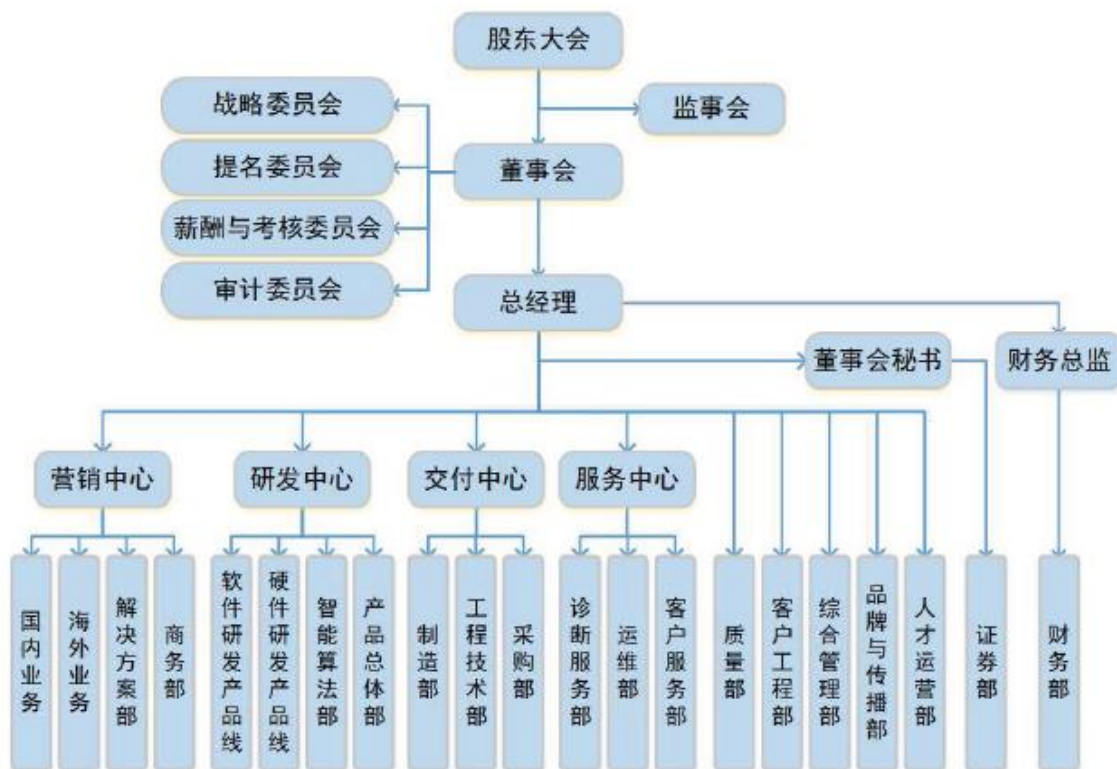 股东大会
监事会
战略委员会
提名委员会
董事会
薪酬与考核委员会
审计委员会
总经理
董事会秘书
财务总监
营销中心
研发中心
交付中心
服务中心
国内业务
海外业务
解决方案部
商务部
软件研发产品线
硬件研发产品线
智能算法部
产品总体部
制造部
工程技术部
采购部
诊断服务部
运维部
客户服务部
质量部
客户工程部
综合管理部
品牌与传播部
人才运营部
证券部
财务部